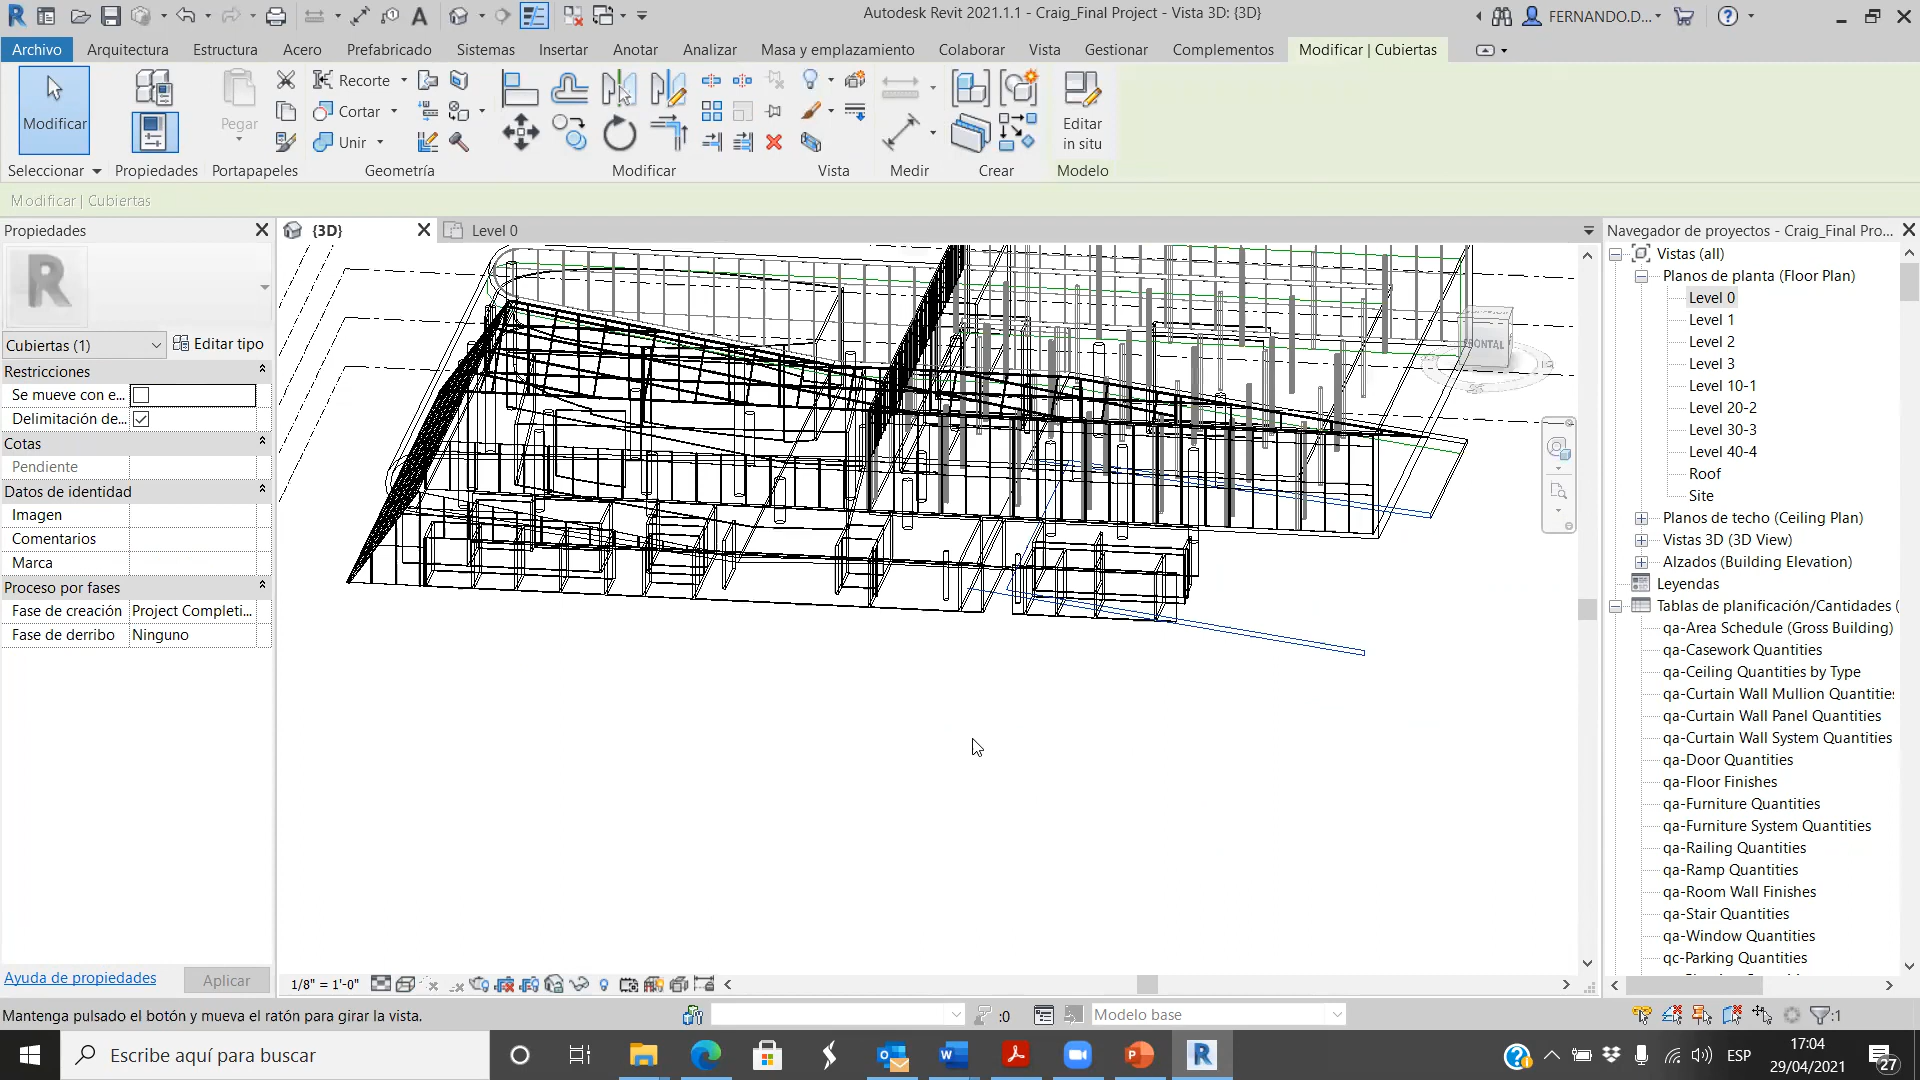 Autodesk Revit 2021.1.1 - Craig_Final Project - Vista 3D: {3D}
FERNANDO.D...
Archivo
Arquitectura
Estructura
Acero
Prefabricado
Sistemas
Insertar
Anotar
Analizar
Masa y emplazamiento
Colaborar
Vista
Gestionar
Complementos
Modificar | Cubiertas
Modificar
Pegar
Recorte
Cortar
Unir
Editar
in situ
Seleccionar
Propiedades
Portapapeles
Geometría
Modificar
Vista
Medir
Crear
Modelo
Modificar | Cubiertas
Propiedades
{3D}
Level 0
Navegador de proyectos - Craig_Final Pro...
Cubiertas (1)
Editar tipo
Restricciones
Se mueve con e...
Delimitación de...
Cotas
Pendiente
Datos de identidad
Imagen
Comentarios
Marca
Proceso por fases
Fase de creación Project Completi...
Fase de derribo Ninguno
Ayuda de propiedades
Aplicar
Vistas (all)
Planos de planta (Floor Plan)
Level 0
Level 1
Level 2
Level 3
Level 10-1
Level 20-2
Level 30-3
Level 40-4
Roof
Site
Planos de techo (Ceiling Plan)
Vistas 3D (3D View)
Alzados (Building Elevation)
Leyendas
Tablas de planificación/Cantidades (
qa-Area Schedule (Gross Building)
qa-Casework Quantities
qa-Ceiling Quantities by Type
qa-Curtain Wall Mullion Quantities
qa-Curtain Wall Panel Quantities
qa-Curtain Wall System Quantities
qa-Door Quantities
qa-Floor Finishes
qa-Furniture Quantities
qa-Furniture System Quantities
qa-Railing Quantities
qa-Ramp Quantities
qa-Room Wall Finishes
qa-Stair Quantities
qa-Window Quantities
qc-Parking Quantities
FRONTAL
1/8" = 1'-0"
Mantenga pulsado el botón y mueva el ratón para girar la vista.
:0
Modelo base
:1
Escribe aquí para buscar
ESP
17:04
29/04/2021
27